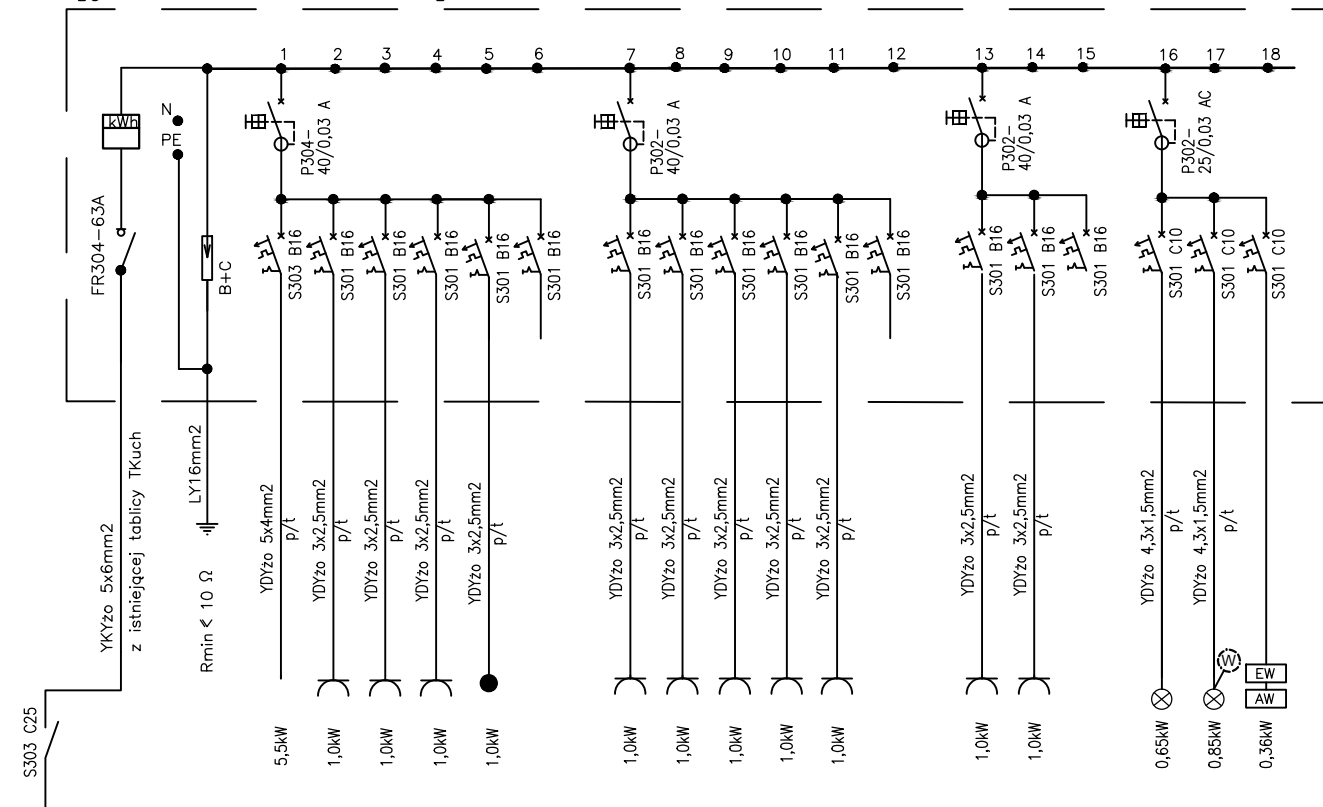 1 2 3 4 5 6 7 8 9 10 11 12 13 14 15 16 17 18
kWh
N
PE
FR304-63A
B+C
P304-
40/0,03 A
P302-
40/0,03 A
P302-
40/0,03 A
P302-
25/0,03 AC
S303 B16
S301 B16
S301 B16
S301 B16
S301 B16
S301 B16
S301 B16
S301 B16
S301 B16
S301 B16
S301 B16
S301 B16
S301 B16
S301 B16
S301 B16
S301 C10
S301 C10
S301 C10
YKYżo 5x6mm2
z istniejącej tablicy TKuch
LY16mm2
Rmin ≤ 10 Ω
YDYżo 5x4mm2
p/t
YDYżo 3x2,5mm2
p/t
YDYżo 3x2,5mm2
p/t
YDYżo 3x2,5mm2
p/t
YDYżo 3x2,5mm2
p/t
YDYżo 3x2,5mm2
p/t
YDYżo 3x2,5mm2
p/t
YDYżo 3x2,5mm2
p/t
YDYżo 3x2,5mm2
p/t
YDYżo 3x2,5mm2
p/t
YDYżo 3x2,5mm2
p/t
YDYżo 3x2,5mm2
p/t
YDYżo 4,3x1,5mm2
p/t
YDYżo 4,3x1,5mm2
p/t
W
EW
AW
S303 C25
5,5kW
1,0kW
1,0kW
1,0kW
1,0kW
1,0kW
1,0kW
1,0kW
1,0kW
1,0kW
1,0kW
1,0kW
0,65kW
0,85kW
0,36kW